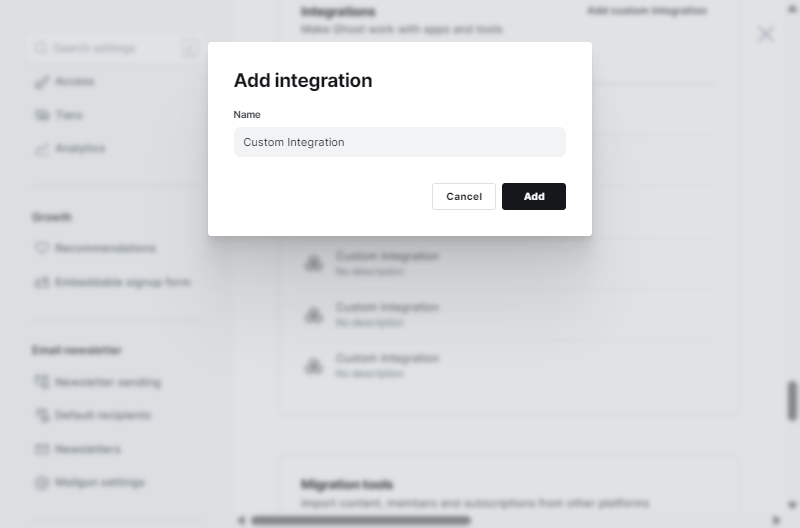 Integrations
Add custom integration
Make Ghost work with apps and tools
Search settings
Access
Tiers
Analytics
Growth
Recommendations
Embeddable signup form
Email newsletter
Newsletter sending
Default recipients
Newsletters
Mailgun settings
Add integration
Name
Custom Integration
Cancel
Add
Custom Integration
No description
Custom Integration
No description
Custom Integration
No description
Migration tools
Import content, members and subscriptions from other platforms